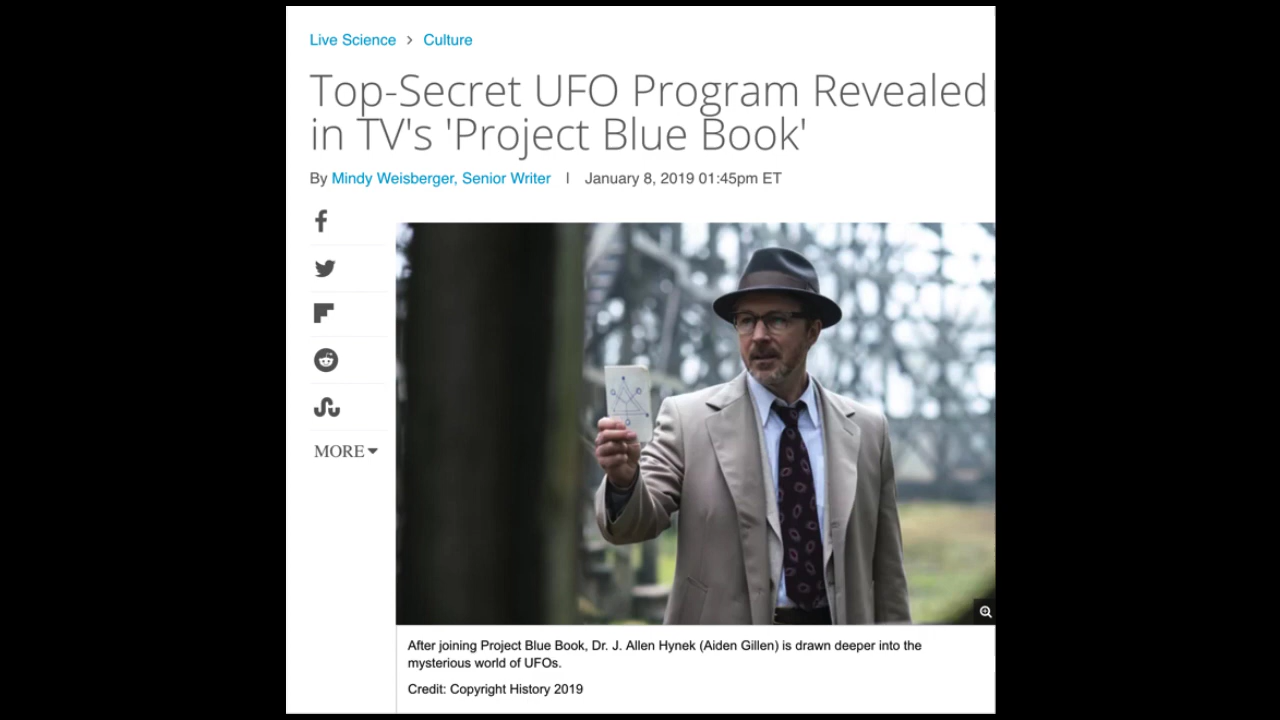 Live Science > Culture
Top-Secret UFO Program Revealed
in TV's 'Project Blue Book'
By Mindy Weisberger, Senior Writer | January 8, 2019 01:45pm ET
MORE
After joining Project Blue Book, Dr. J. Allen Hynek (Aiden Gillen) is drawn deeper into the
mysterious world of UFOs.
Credit: Copyright History 2019